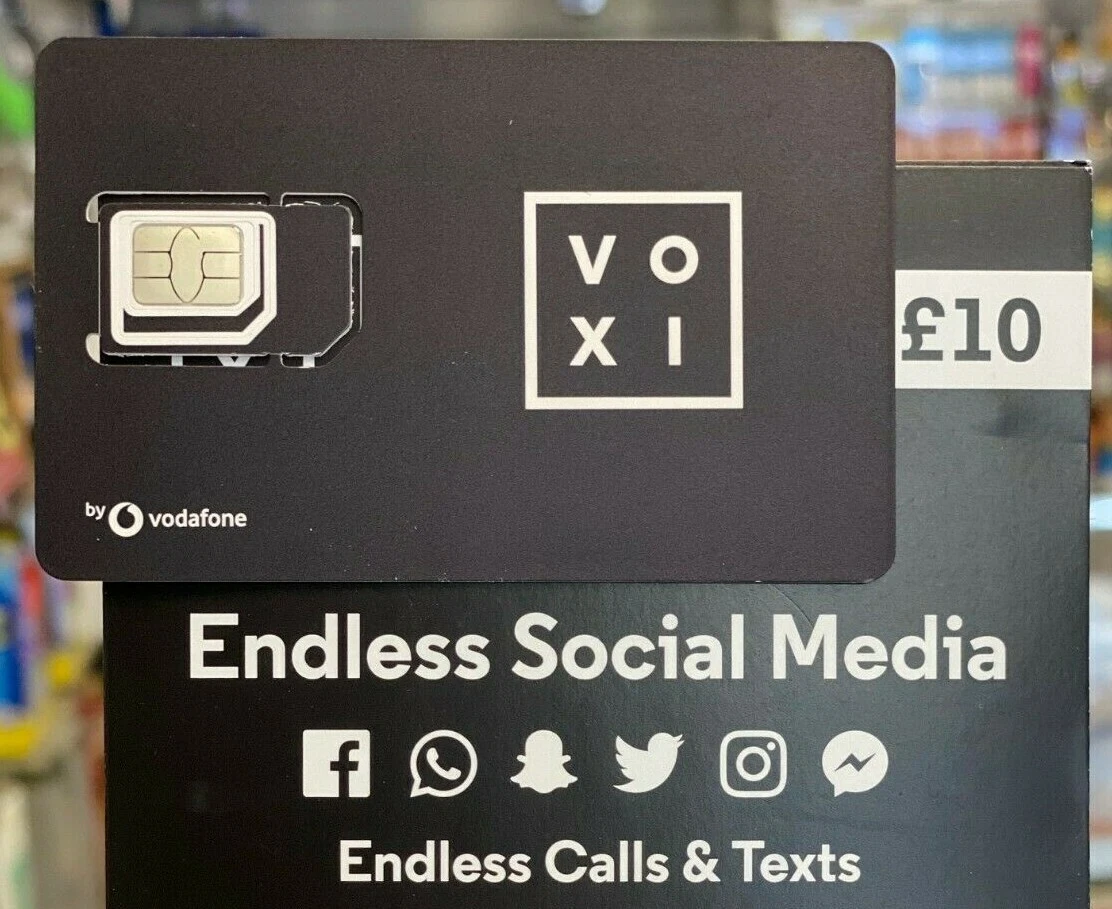 V O
X I
£10
by vodafone
Endless Social Media
Endless Calls & Texts